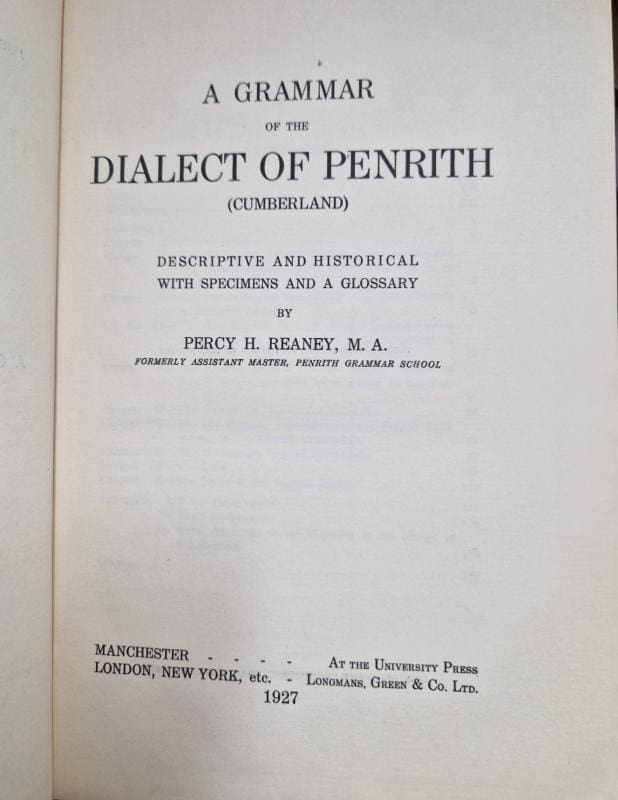 A GRAMMAR
OF THE
DIALECT OF PENRITH
(CUMBERLAND)
DESCRIPTIVE AND HISTORICAL
WITH SPECIMENS AND A GLOSSARY
BY
PERCY H. REANEY, M. A.
FORMERLY ASSISTANT MASTER, PENRITH GRAMMAR SCHOOL
MANCHESTER - - - - AT THE UNIVERSITY PRESS
LONDON, NEW YORK, etc. - LONGMANS, GREEN & CO. LTD.
1927